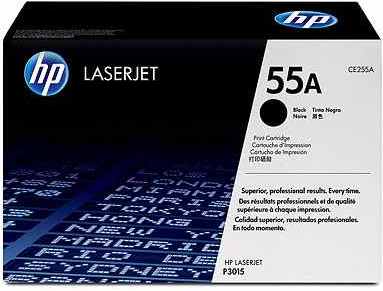 hp
LASERJET
55A
CE255A
Black Tinta Negra
Noire 黑色
Print Cartridge
Cartouche d'impression
Cartucho de Impresión
打印硒鼓
Superior, professional results. Every time.
Des résultats professionnels et de qualité
supérieure à chaque impression.
Calidad superior, resultados profesionales.
En todo momento.
HP LASERJET
P3015